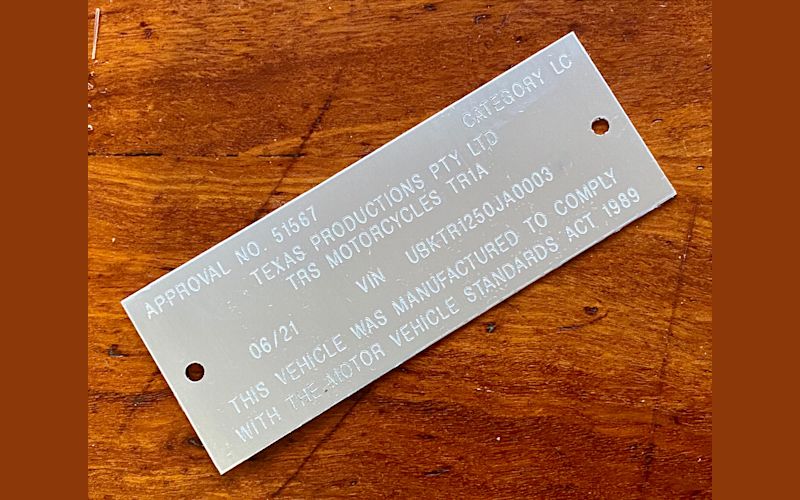 APPROVAL NO. 51567 CATEGORY LC
TEXAS PRODUCTIONS PTY LTD
TRS MOTORCYCLES TR1A
06/21 VIN U8KTR1250JA0003
THIS VEHICLE WAS MANUFACTURED TO COMPLY
WITH THE MOTOR VEHICLE STANDARDS ACT 1989